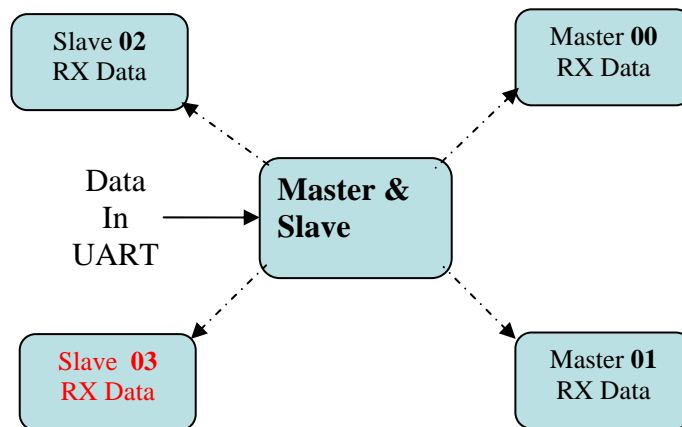 Slave 02
RX Data
Master 00
RX Data
Data
In
UART
Master &
Slave
Slave 03
RX Data
Master 01
RX Data